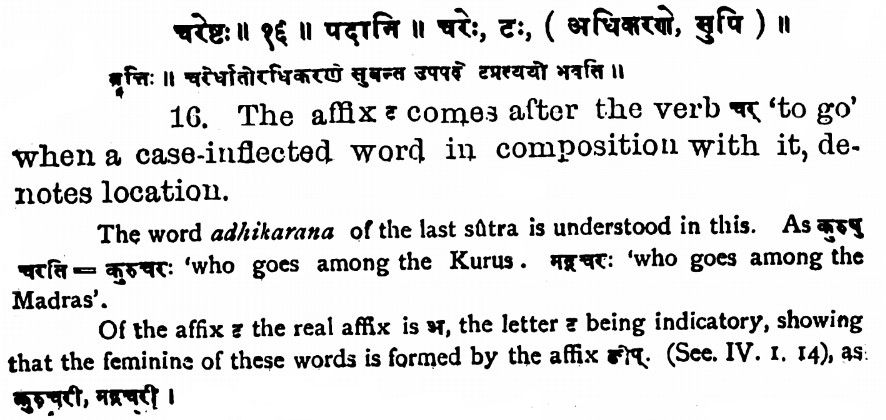 चरेष्टः ॥ १६ ॥ पदानि ॥ चरेः, टः, ( अधिकरणे, सुपि ) ॥
वृत्तिः ॥ चरेर्धातोरधिकरणे सुबन्त उपपदे टप्रत्ययो भवति ॥
16. The affix ट comes after the verb चर् ‘to go’
when a case-inflected word in composition with it, de-
notes location.
The word adhikarana of the last sûtra is understood in this. As कुरुषु
चरति = कुरुचरः ‘who goes among the Kurus. मद्रचरः ‘who goes among the
Madras’.
Of the affix ट the real affix is अ, the letter ट being indicatory, showing
that the feminine of these words is formed by the affix ङीप्. (See. IV. 1. 14), as
कुरुचरी, मद्रचरी ।